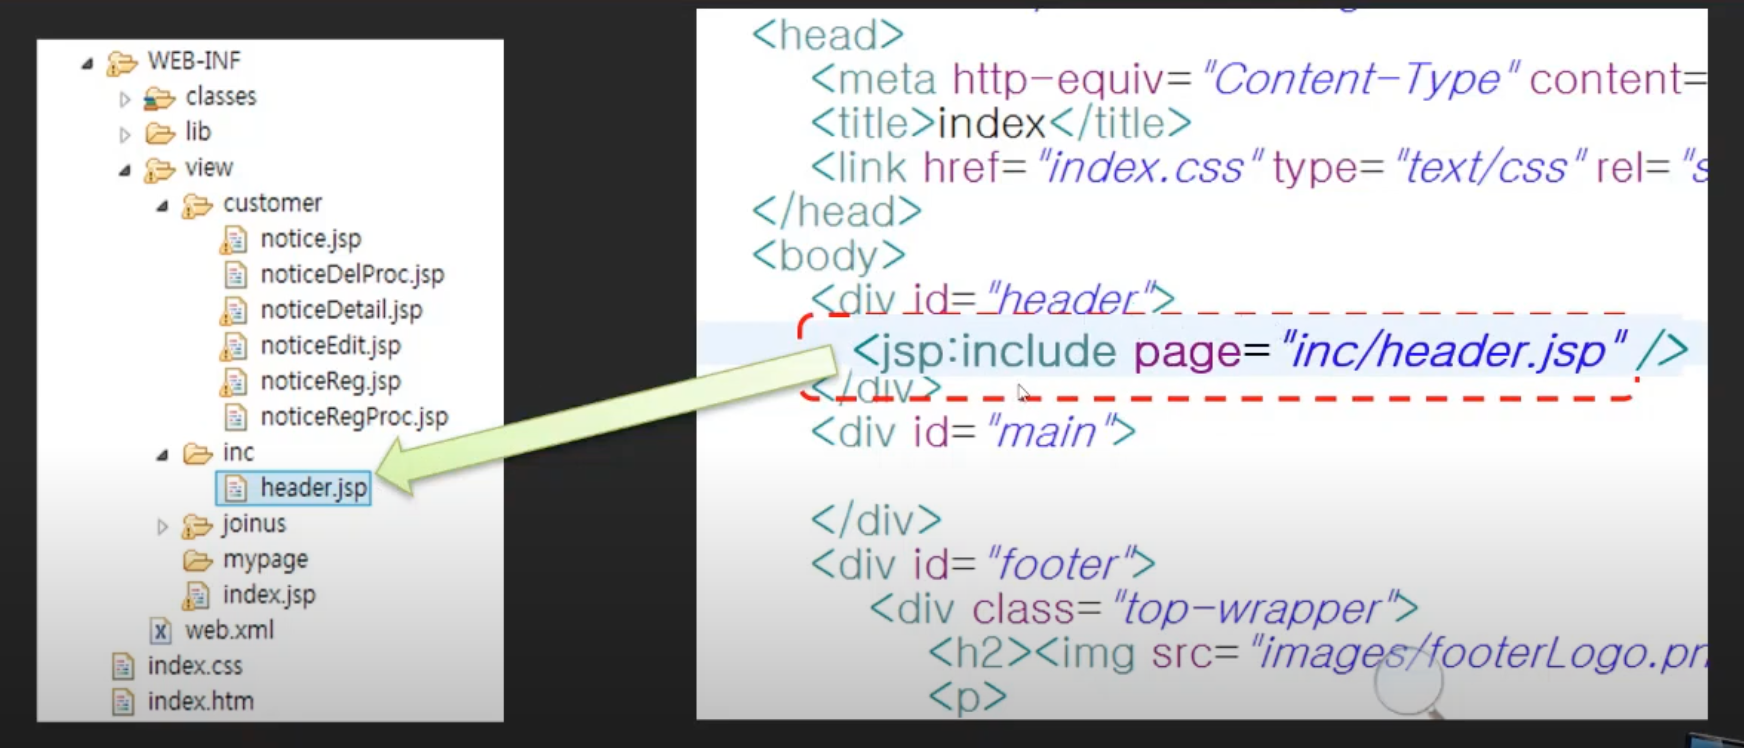 WEB-INF
classes
lib
view
customer
notice.jsp
noticeDelProc.jsp
noticeDetail.jsp
noticeEdit.jsp
noticeReg.jsp
noticeRegProc.jsp
inc
header.jsp
joinus
mypage
index.jsp
web.xml
index.css
index.htm
<head>
<meta http-equiv="Content-Type" content=
<title>index</title>
<link href="index.css" type="text/css" rel="s
</head>
<body>
<div id="header">
<jsp:include page="inc/header.jsp" />
</div>
<div id="main">
</div>
<div id="footer">
<div class="top-wrapper">
<h2><img src="images/footerLogo.pn
<p>